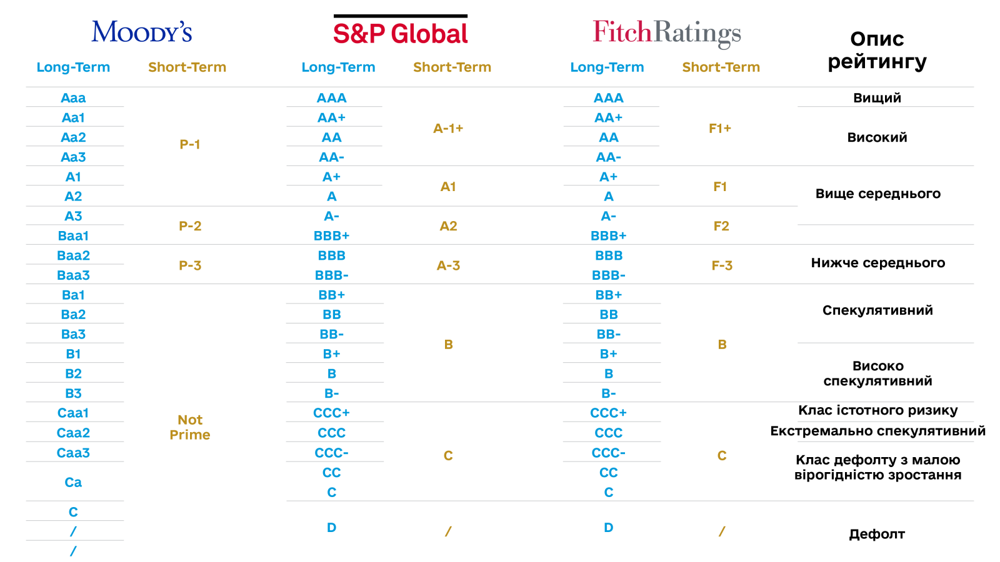 MOODY'S S&P Global FitchRatings Опис рейтингу
Long-Term Short-Term Long-Term Short-Term Long-Term Short-Term
Aaa AAA AAA Вищий
Aa1 AA+ AA+
P-1 A-1+ F1+
Aa2 AA AA Високий
Aa3 AA- AA-
A1 A+ A+
A1 F1 Вище середнього
A2 A A
A3 A- A-
P-2 A2 F2
Baa1 BBB+ BBB+
Baa2 BBB BBB
P-3 A-3 F-3 Нижче середнього
Baa3 BBB- BBB-
Ba1 BB+ BB+
Ba2 BB BB Спекулятивний
Ba3 BB- BB-
B B
B1 B+ B+
B2 B B Високо
спекулятивний
B3 B- B-
Caa1 CCC+ CCC+ Клас істотного ризику
Not
Prime
Caa2 CCC CCC Екстремально спекулятивний
Caa3 CCC- C CCC- C Клас дефолту з малою
вірогідністю зростання
Ca CC CC
C C
C
/ D / D / Дефолт
/